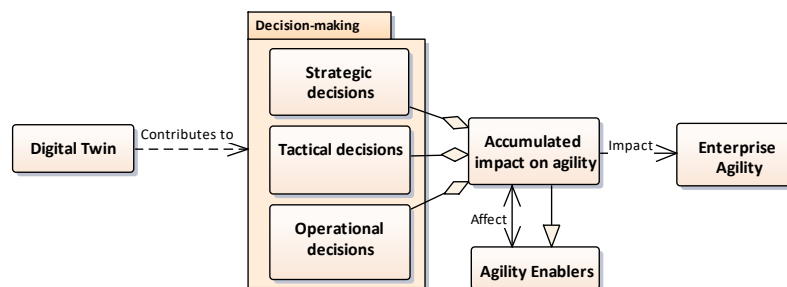 Decision-making
Strategic
decisions
Digital Twin
Contributes to
Tactical decisions
Operational
decisions
Accumulated
impact on agility
Impact
Enterprise
Agility
Affect
Agility Enablers